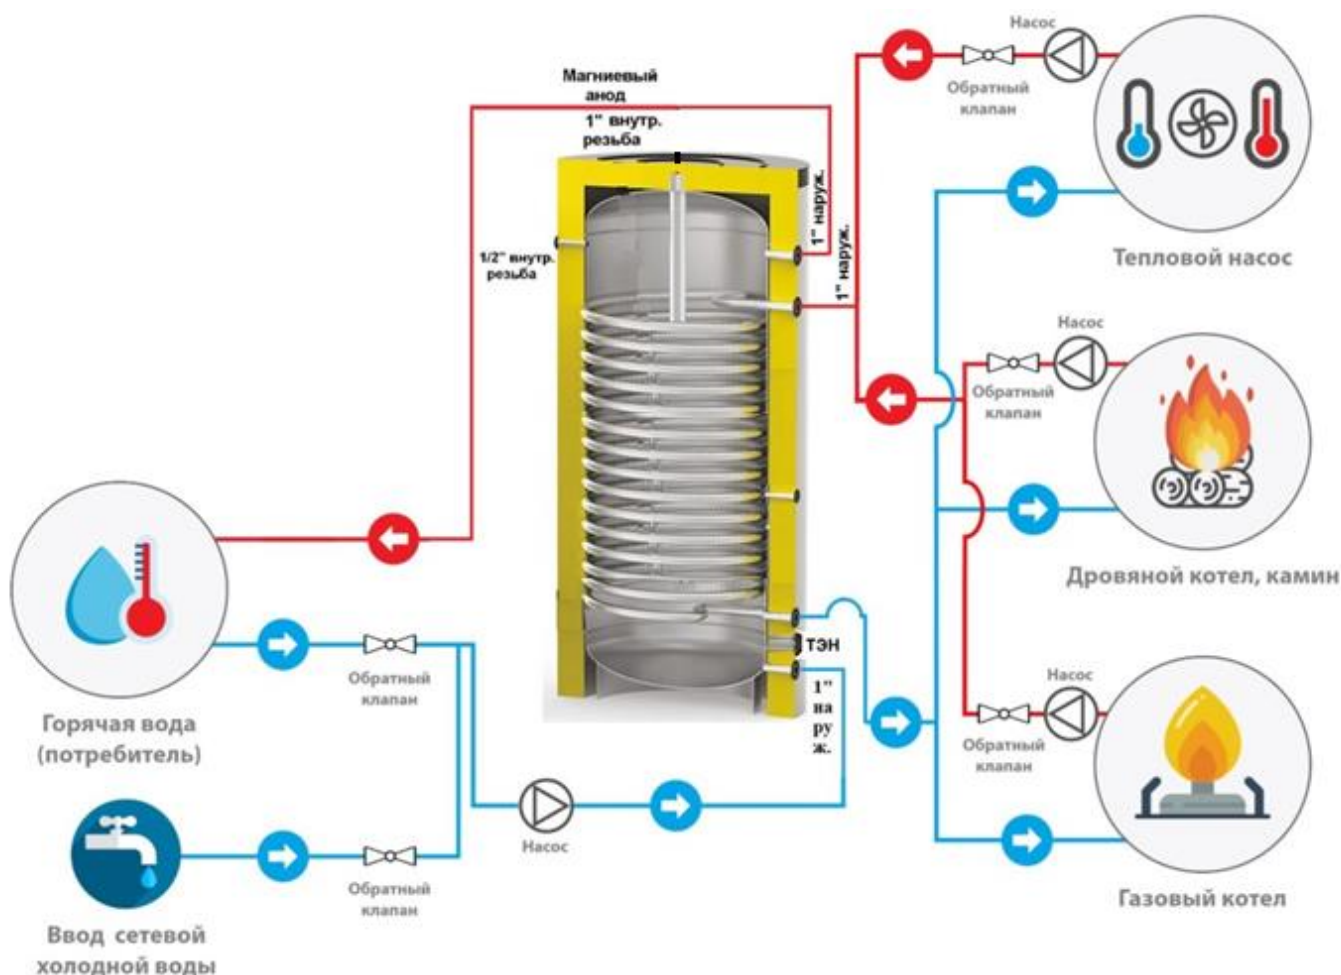 Насос
Обратный
клапан
Магниевый
анод
1" внутр.
резьба
1" наруж.
1" наруж.
1/2" внутр.
резьба
Тепловой насос
Насос
Обратный
клапан
Дровяной котел, камин
ТЭН
1"
на
ру
ж.
Обратный
клапан
Горячая вода
(потребитель)
Насос
Обратный
клапан
Газовый котел
Насос
Обратный
клапан
Ввод сетевой
холодной воды